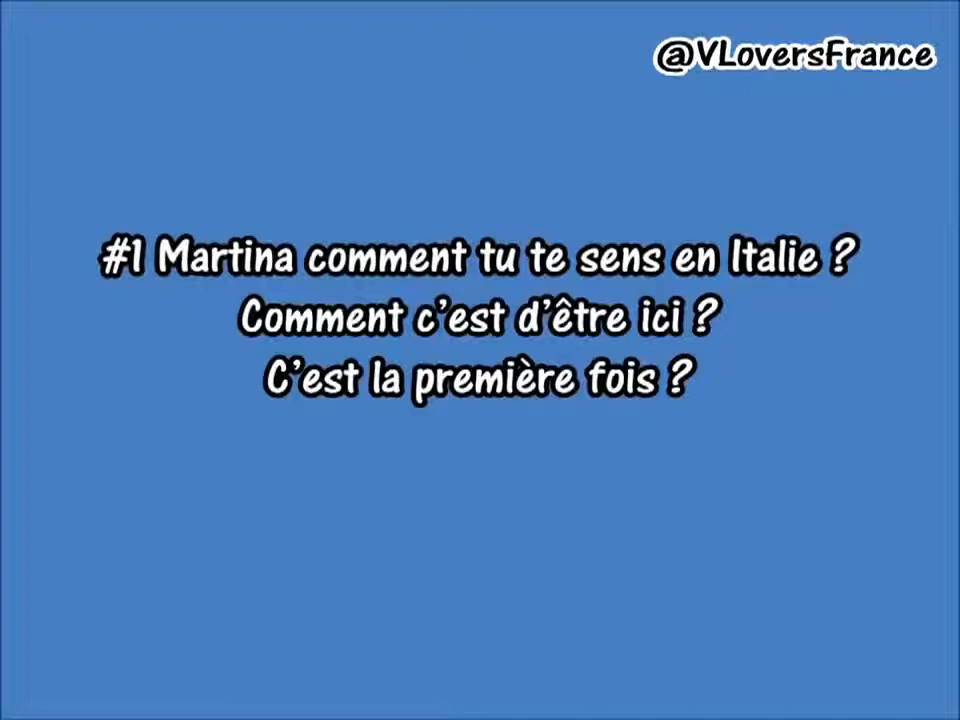 @VLoversFrance
#1 Martina comment tu te sens en Italie ?
Comment c’est d’être ici ?
C’est la première fois ?